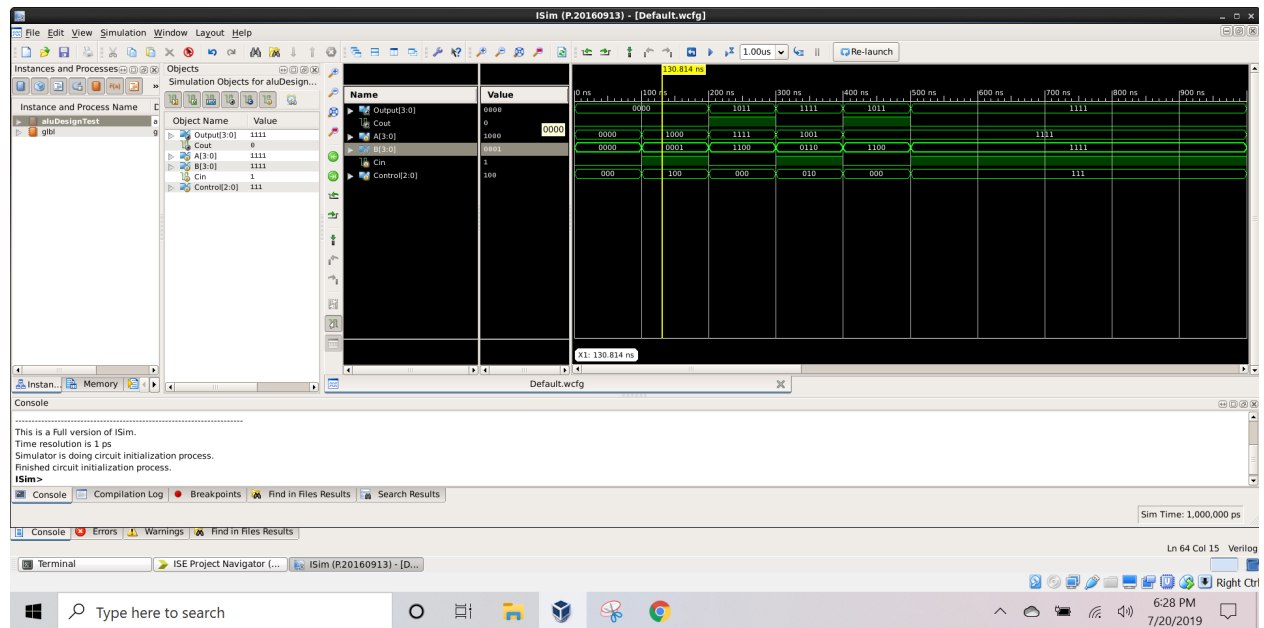 ISim (P.20160913) - [Default.wcfg]
File Edit View Simulation Window Layout Help
1.00us Re-launch
Instances and Processes
Instance and Process Name
aluDesignTest a
glbl g
Instan... Memory
Objects
Simulation Objects for aluDesign...
Object Name Value
Output[3:0] 1111
Cout 0
A[3:0] 1111
B[3:0] 1111
Cin 1
Control[2:0] 111
Name Value
Output[3:0] 0000
Cout 0
A[3:0] 1000
B[3:0] 0001
Cin 1
Control[2:0] 100
0000
130.814 ns
0 ns 100 ns 200 ns 300 ns 400 ns 500 ns 600 ns 700 ns 800 ns 900 ns
0000 1011 1111 1011 1111
0000 1000 1111 1001 1111
0000 0001 1100 0110 1100 1111
000 100 000 010 000 111
X1: 130.814 ns
Default.wcfg
Console
This is a Full version of ISim.
Time resolution is 1 ps
Simulator is doing circuit initialization process.
Finished circuit initialization process.
ISim>
Console Compilation Log Breakpoints Find in Files Results Search Results
Sim Time: 1,000,000 ps
Console Errors Warnings Find in Files Results
Ln 64 Col 15 Verilog
Terminal ISE Project Navigator (... ISim (P.20160913) - [D...
Right Ctrl
Type here to search
6:28 PM
7/20/2019